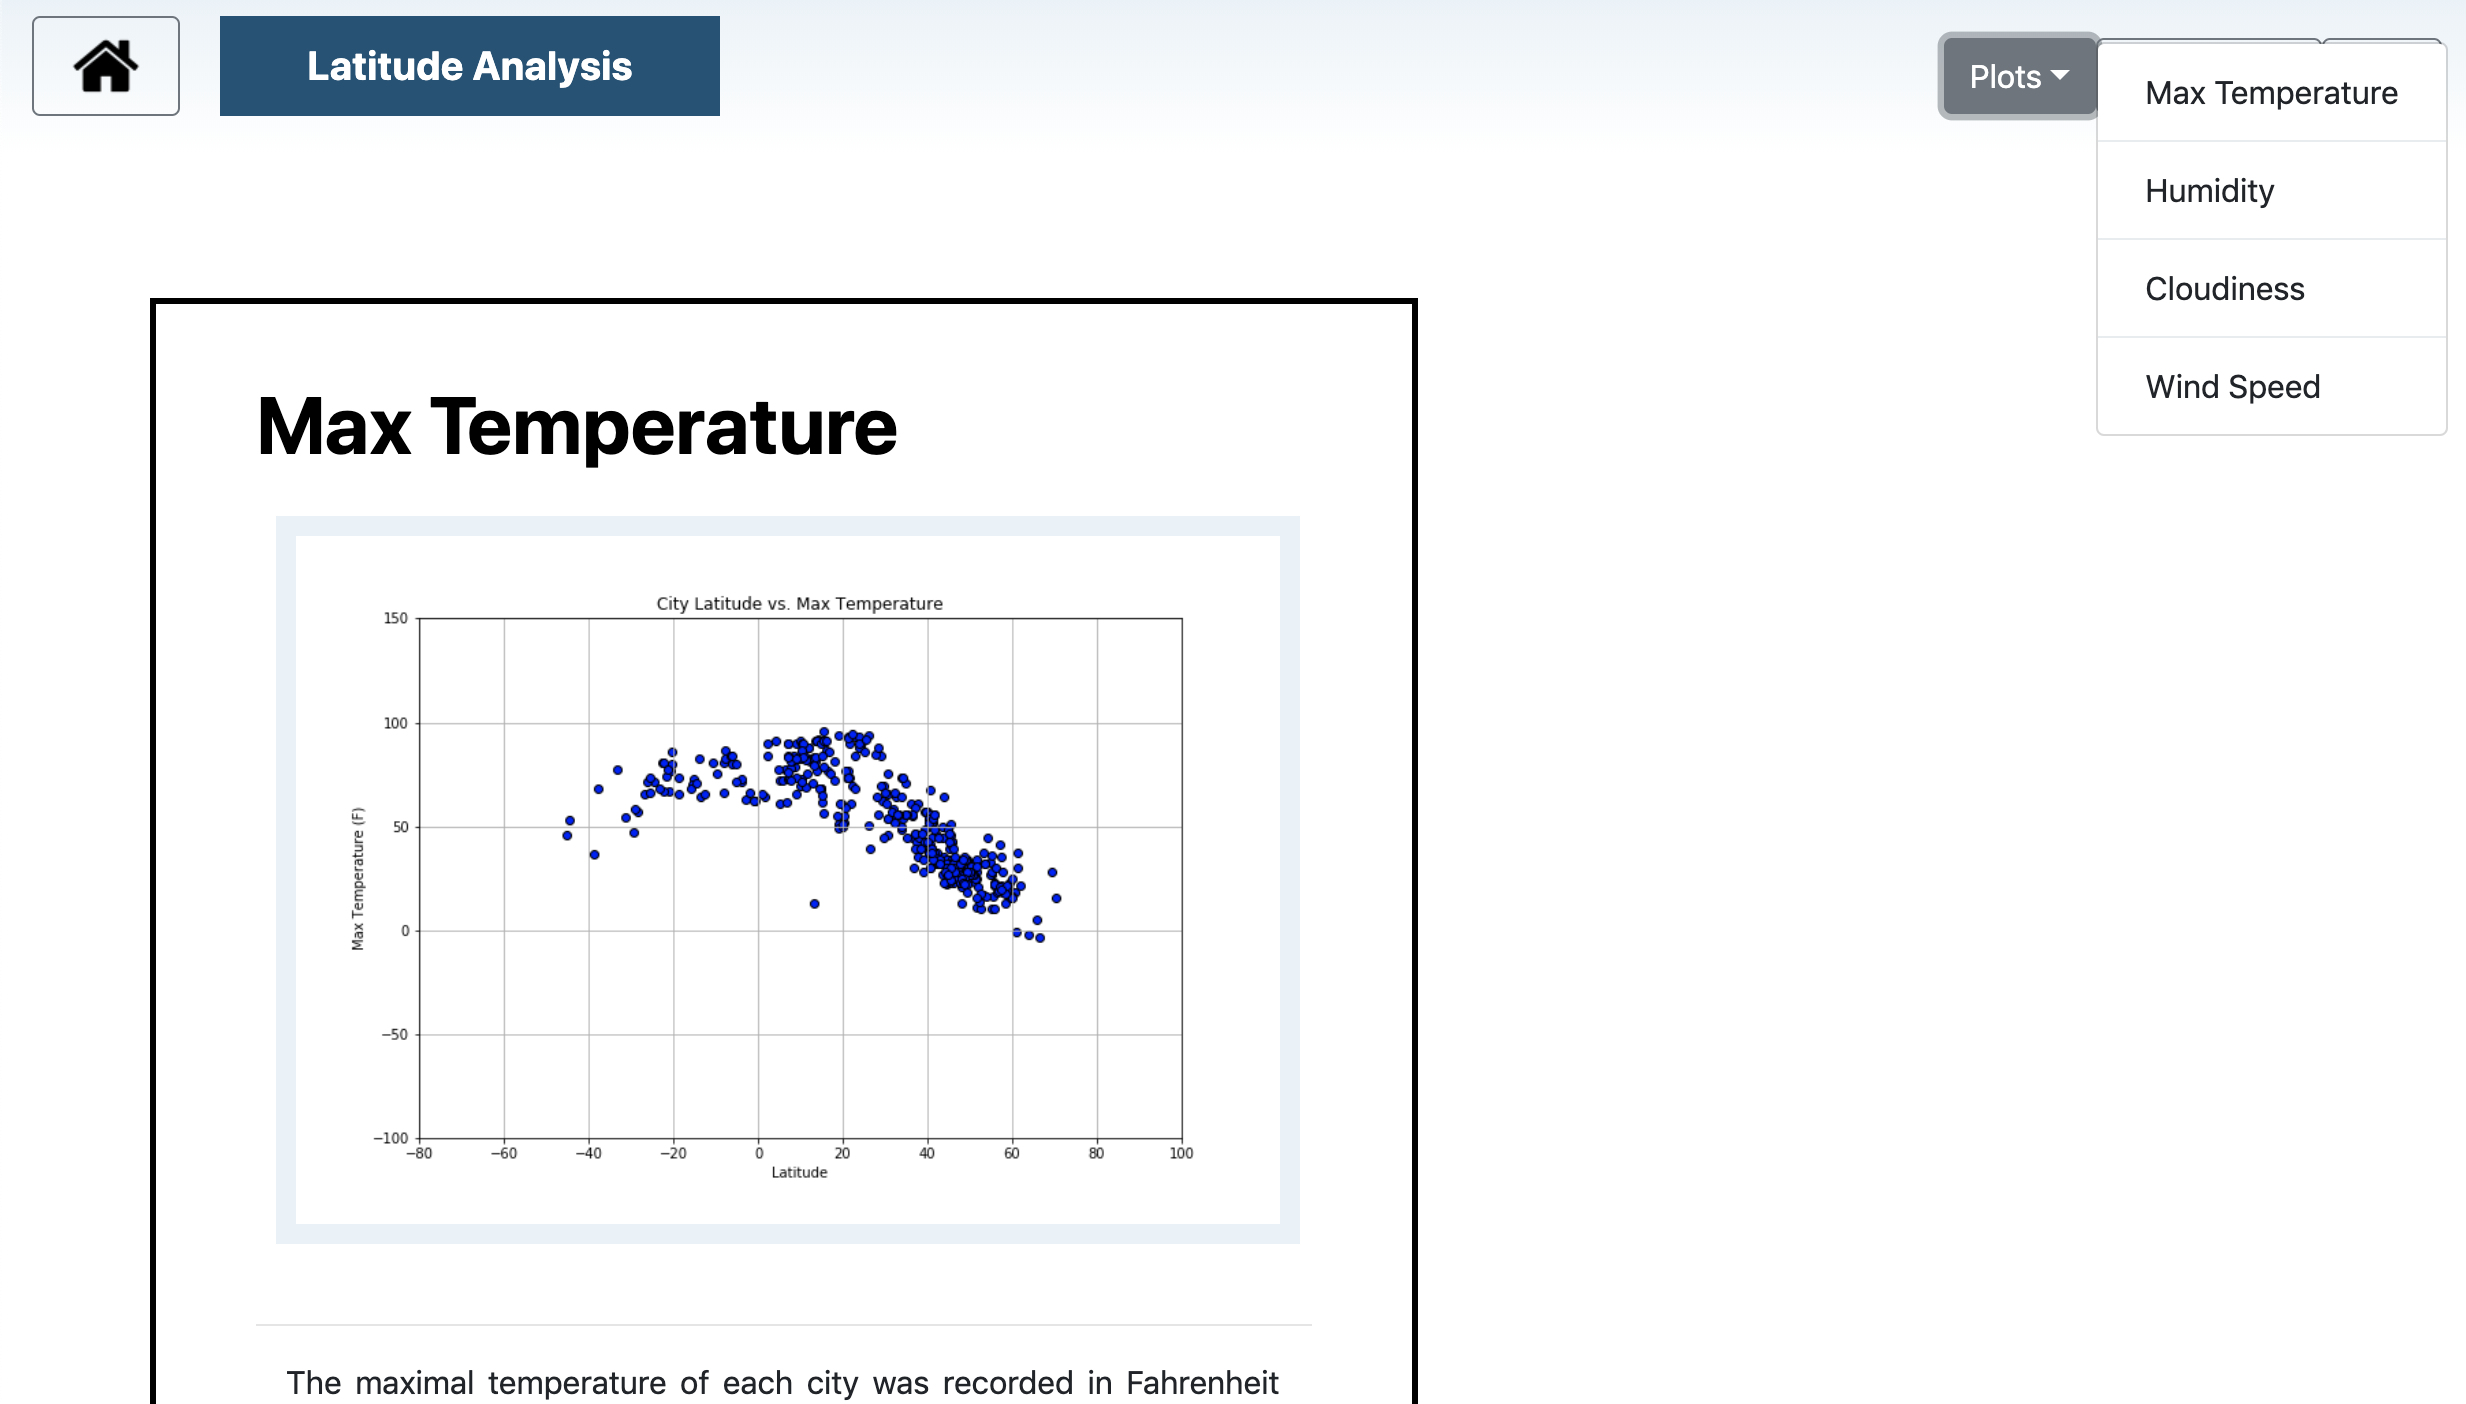 Latitude Analysis
Plots
Max Temperature
Humidity
Cloudiness
Wind Speed
Max Temperature
City Latitude vs. Max Temperature
150
100
50
0
−50
−100
Max Temperature (F)
−80 −60 −40 −20 0 20 40 60 80 100
Latitude
The maximal temperature of each city was recorded in Fahrenheit